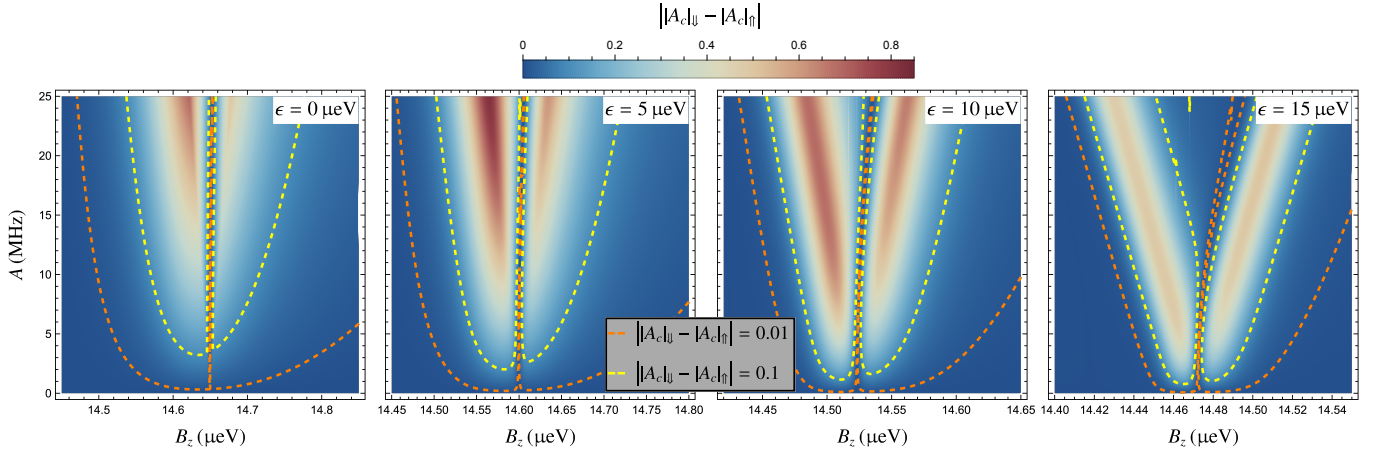 ||A_c|_⇓ − |A_c|_⇑|
0 0.2 0.4 0.6 0.8
ϵ = 0 μeV
ϵ = 5 μeV
ϵ = 10 μeV
ϵ = 15 μeV
25
20
15
10
5
0
A (MHz)
||A_c|_⇓ − |A_c|_⇑| = 0.01
||A_c|_⇓ − |A_c|_⇑| = 0.1
14.5 14.6 14.7 14.8
14.45 14.50 14.55 14.60 14.65 14.70 14.75 14.80
14.45 14.50 14.55 14.60 14.65
14.40 14.42 14.44 14.46 14.48 14.50 14.52 14.54
B_z (μeV)
B_z (μeV)
B_z (μeV)
B_z (μeV)